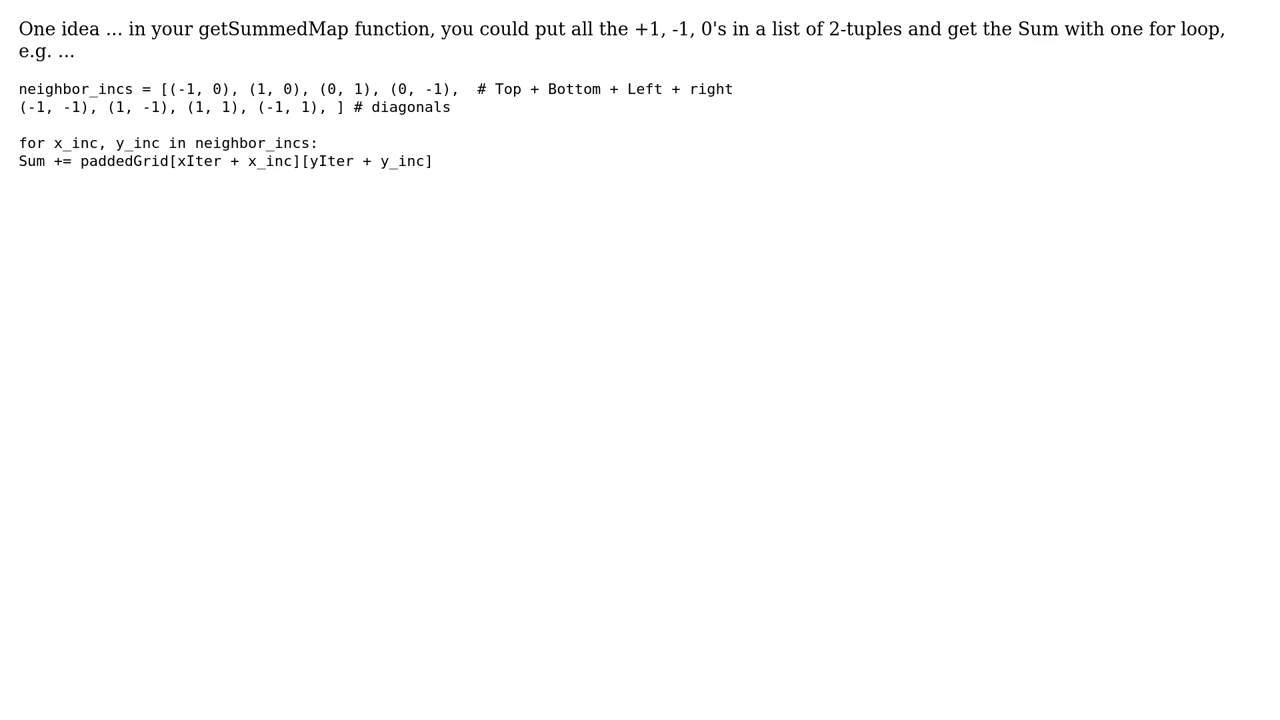 One idea ... in your getSummedMap function, you could put all the +1, -1, 0's in a list of 2-tuples and get the Sum with one for loop,
e.g. ...
neighbor_incs = [(-1, 0), (1, 0), (0, 1), (0, -1),  # Top + Bottom + Left + right
(-1, -1), (1, -1), (1, 1), (-1, 1), ] # diagonals
for x_inc, y_inc in neighbor_incs:
Sum += paddedGrid[xIter + x_inc][yIter + y_inc]